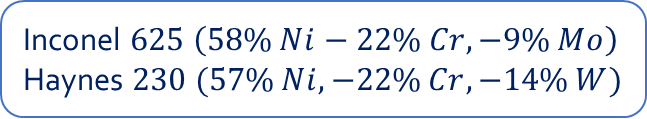 Inconel 625 (58% Ni − 22% Cr, −9% Mo)
Haynes 230 (57% Ni, −22% Cr, −14% W)